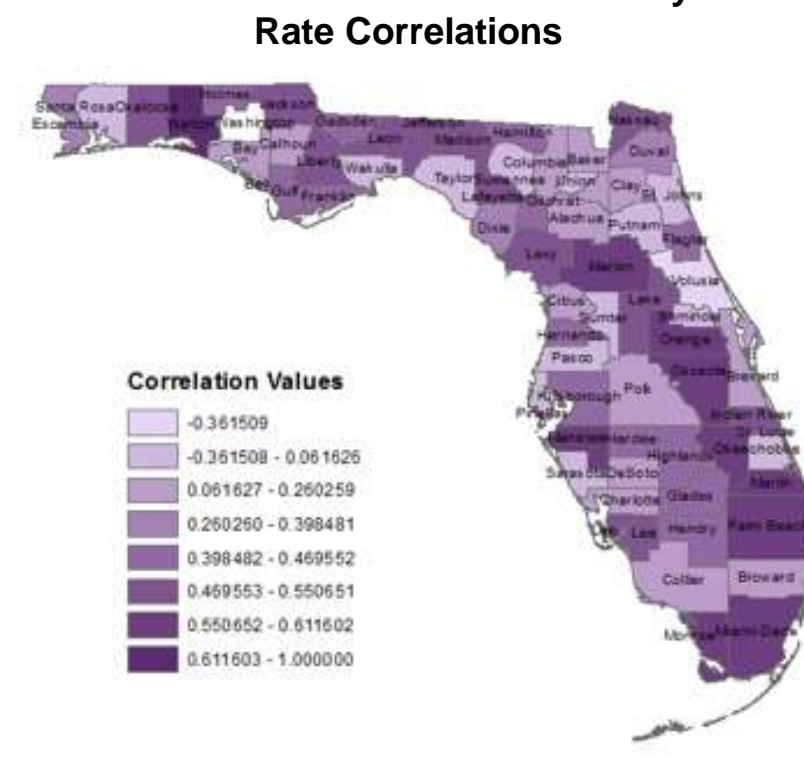 Rate Correlations
Holmes
Jackson
Santa Rosa Okaloosa
Escambia
Walton
Washington
Gadsden
Jefferson
Leon
Madison
Hamilton
Nassau
Bay
Calhoun
Liberty
Wakulla
Columbia
Baker
Duval
Taylor
Suwannee
Union
Clay
St. Johns
Lafayette
Gulf
Franklin
Alachua
Putnam
Dixie
Flagler
Levy
Marion
Volusia
Citrus
Lake
Sumter
Seminole
Hernando
Orange
Pasco
Osceola
Brevard
Polk
Hillsborough
Pinellas
Indian River
St. Lucie
Manatee
Hardee
Okeechobee
Highlands
Sarasota
DeSoto
Martin
Charlotte
Glades
Lee
Hendry
Palm Beach
Collier
Broward
Monroe
Miami-Dade
Correlation Values
-0.361509
-0.361508 - 0.061626
0.061627 - 0.260259
0.260260 - 0.398481
0.398482 - 0.469552
0.469553 - 0.550651
0.550652 - 0.611602
0.611603 - 1.000000